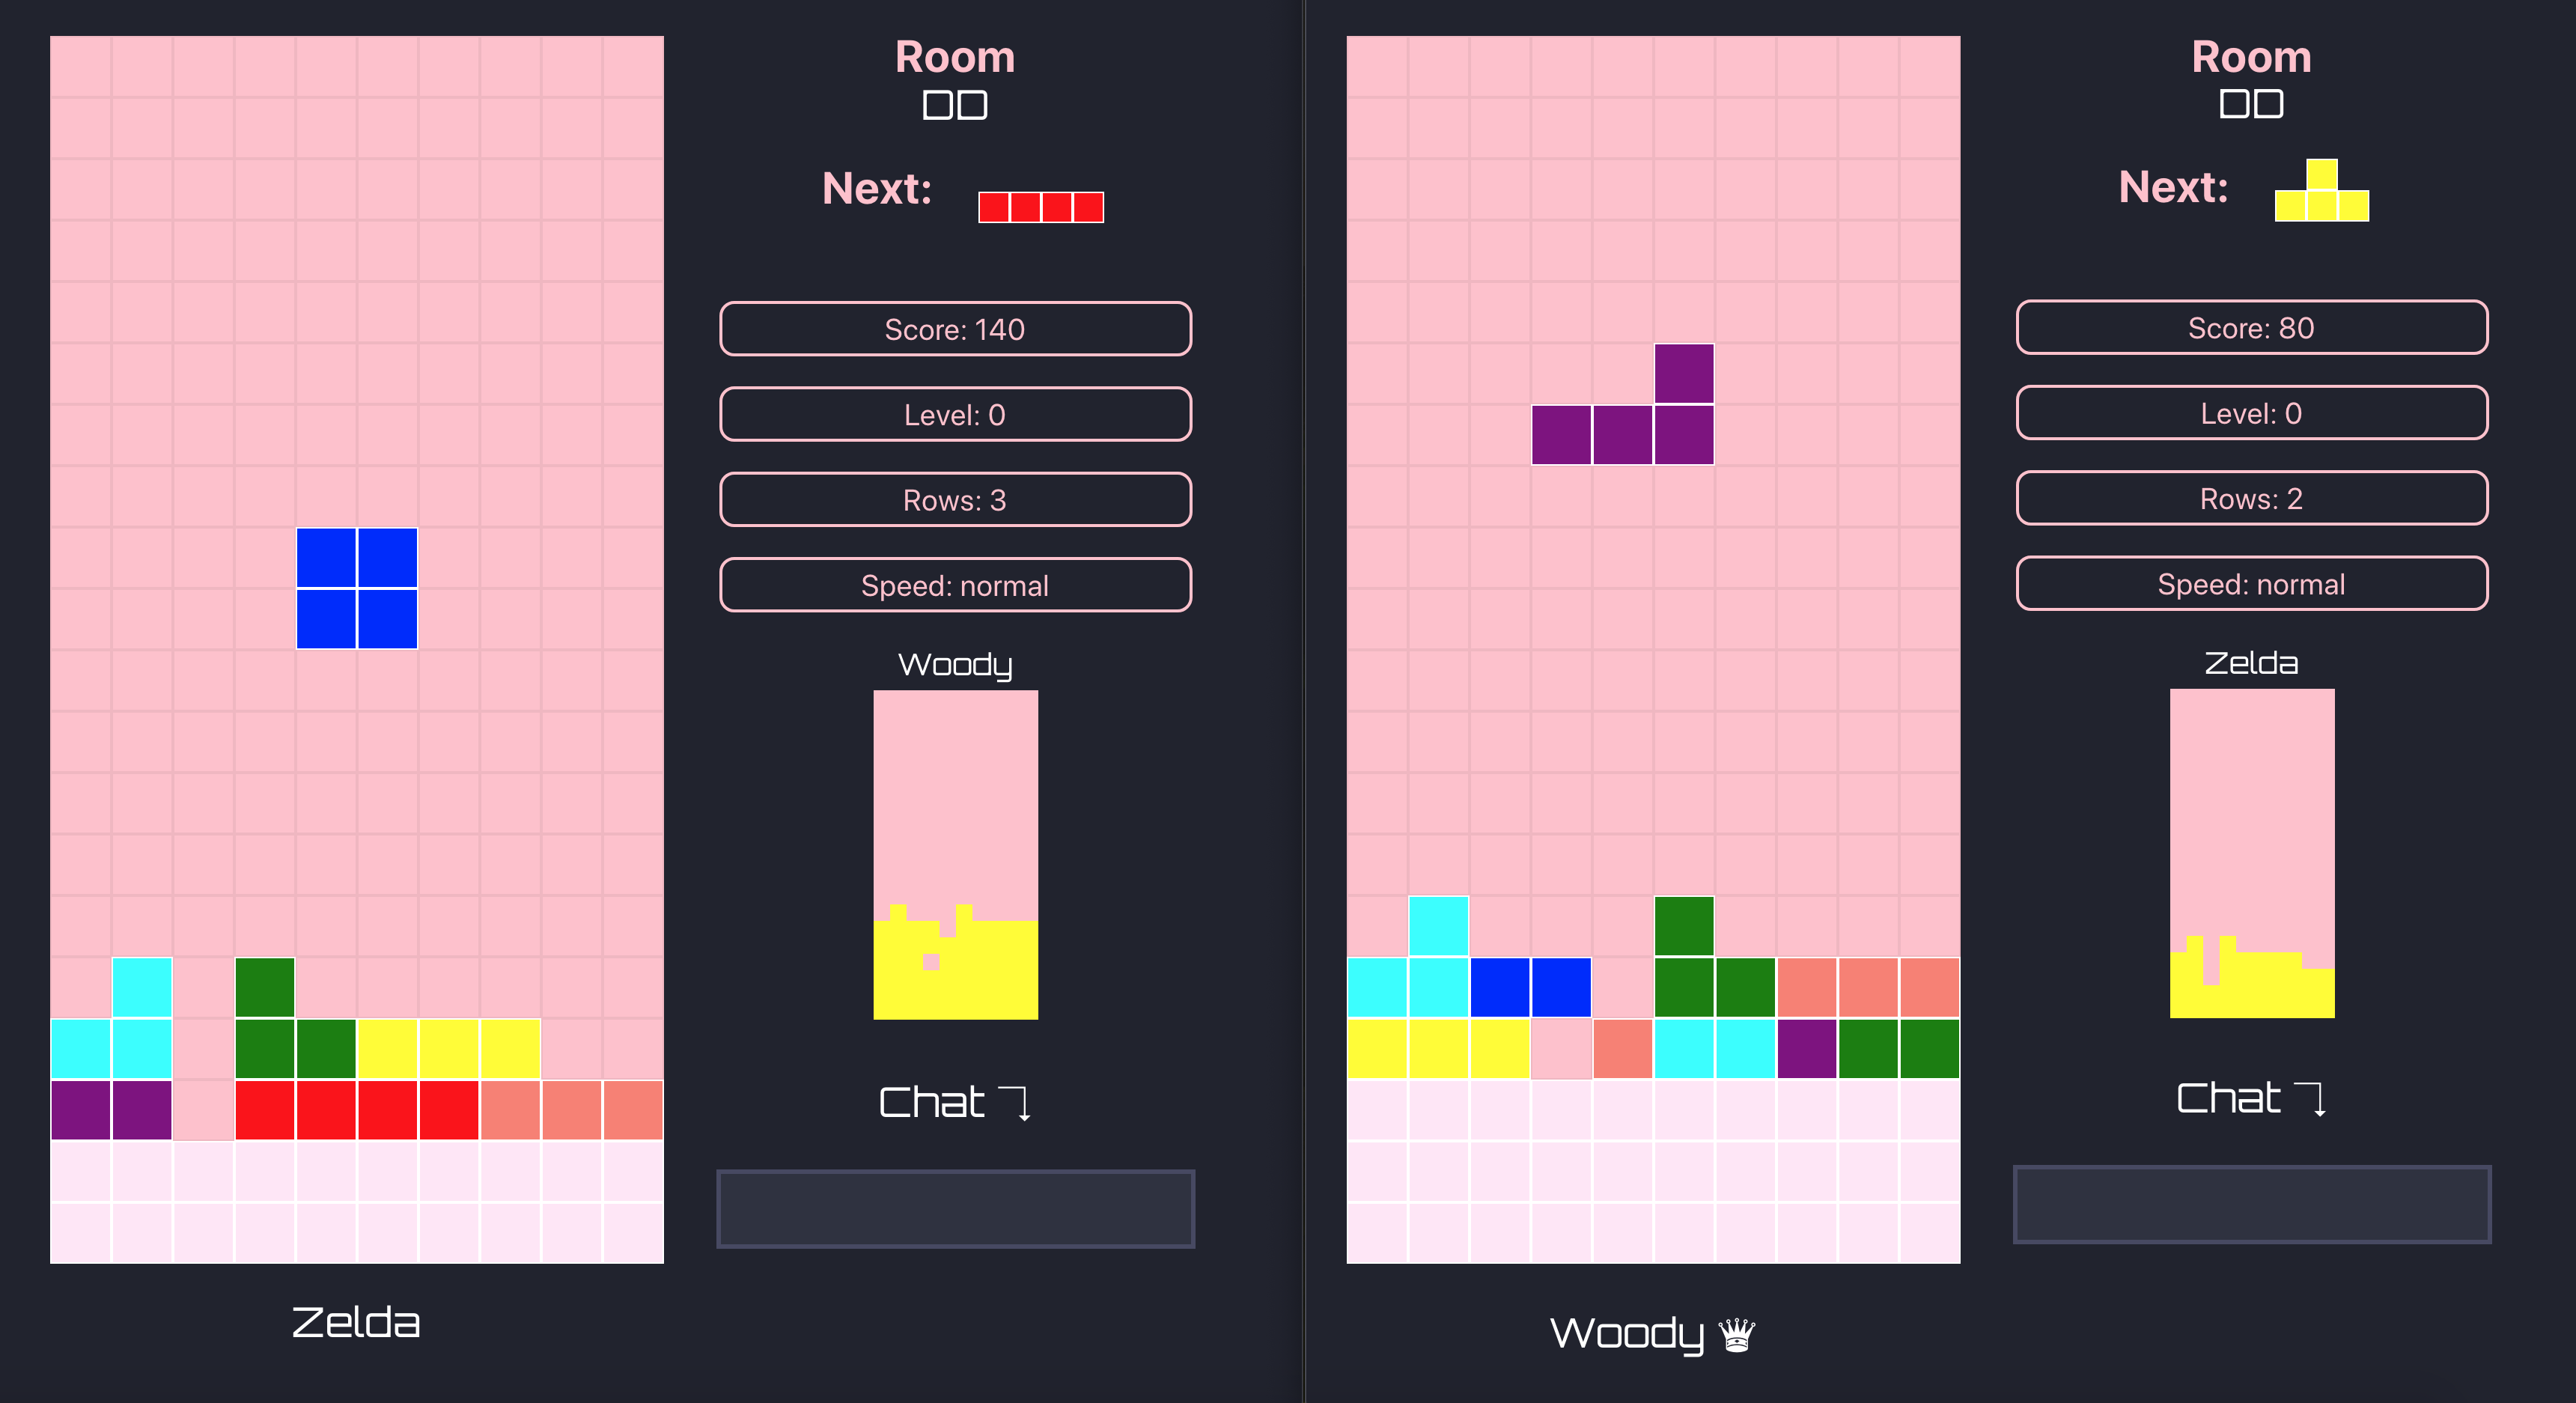 Room
Next:
Score: 140
Level: 0
Rows: 3
Speed: normal
Woody
Chat
Zelda
Room
Next:
Score: 80
Level: 0
Rows: 2
Speed: normal
Zelda
Chat
Woody